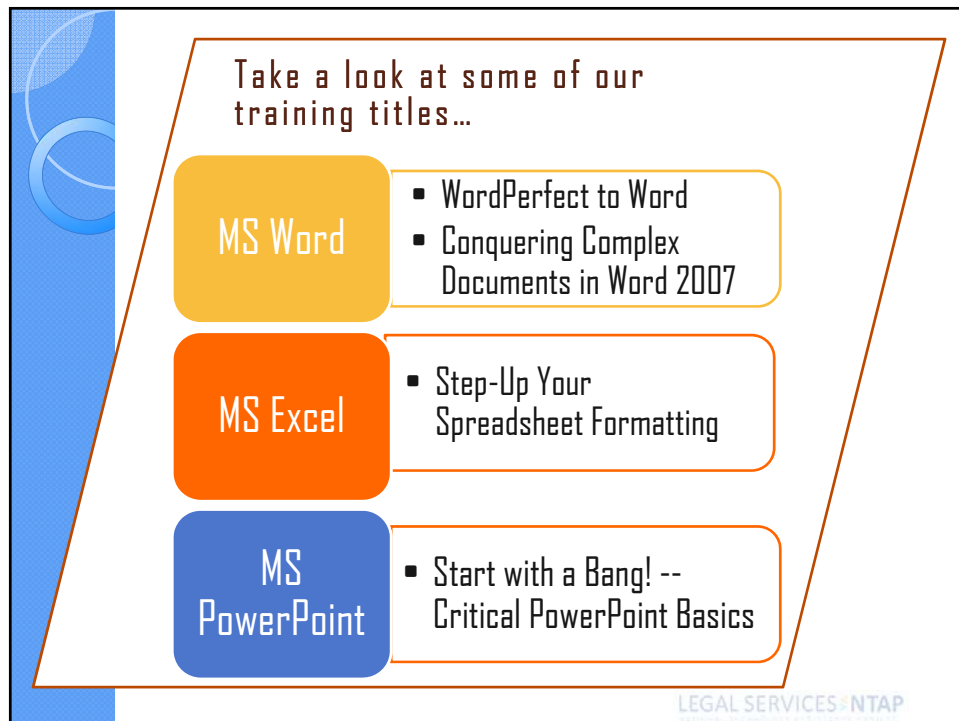 Take a look at some of our
training titles…
MS Word
▪ WordPerfect to Word
▪ Conquering Complex
Documents in Word 2007
MS Excel
▪ Step-Up Your
Spreadsheet Formatting
MS
PowerPoint
▪ Start with a Bang! --
Critical PowerPoint Basics
LEGAL SERVICES NTAP